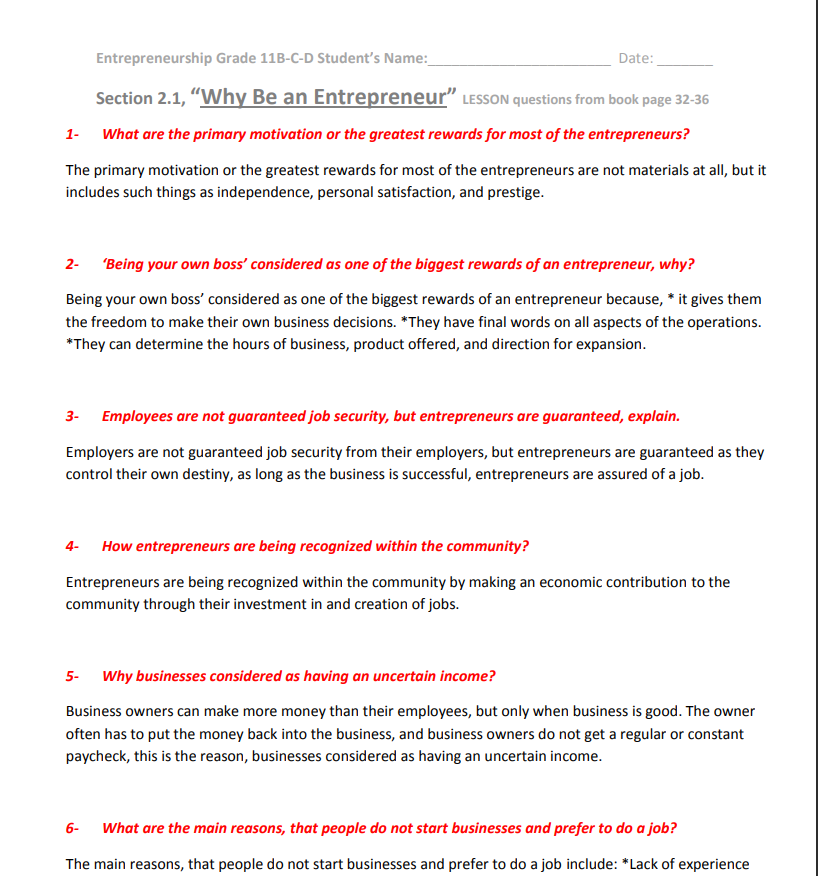 Entrepreneurship Grade 11B-C-D Student’s Name:_______________________ Date: _______
Section 2.1, “Why Be an Entrepreneur” LESSON questions from book page 32-36
1- What are the primary motivation or the greatest rewards for most of the entrepreneurs?
The primary motivation or the greatest rewards for most of the entrepreneurs are not materials at all, but it
includes such things as independence, personal satisfaction, and prestige.
2- ‘Being your own boss’ considered as one of the biggest rewards of an entrepreneur, why?
Being your own boss’ considered as one of the biggest rewards of an entrepreneur because, * it gives them
the freedom to make their own business decisions. *They have final words on all aspects of the operations.
*They can determine the hours of business, product offered, and direction for expansion.
3- Employees are not guaranteed job security, but entrepreneurs are guaranteed, explain.
Employers are not guaranteed job security from their employers, but entrepreneurs are guaranteed as they
control their own destiny, as long as the business is successful, entrepreneurs are assured of a job.
4- How entrepreneurs are being recognized within the community?
Entrepreneurs are being recognized within the community by making an economic contribution to the
community through their investment in and creation of jobs.
5- Why businesses considered as having an uncertain income?
Business owners can make more money than their employees, but only when business is good. The owner
often has to put the money back into the business, and business owners do not get a regular or constant
paycheck, this is the reason, businesses considered as having an uncertain income.
6- What are the main reasons, that people do not start businesses and prefer to do a job?
The main reasons, that people do not start businesses and prefer to do a job include: *Lack of experience